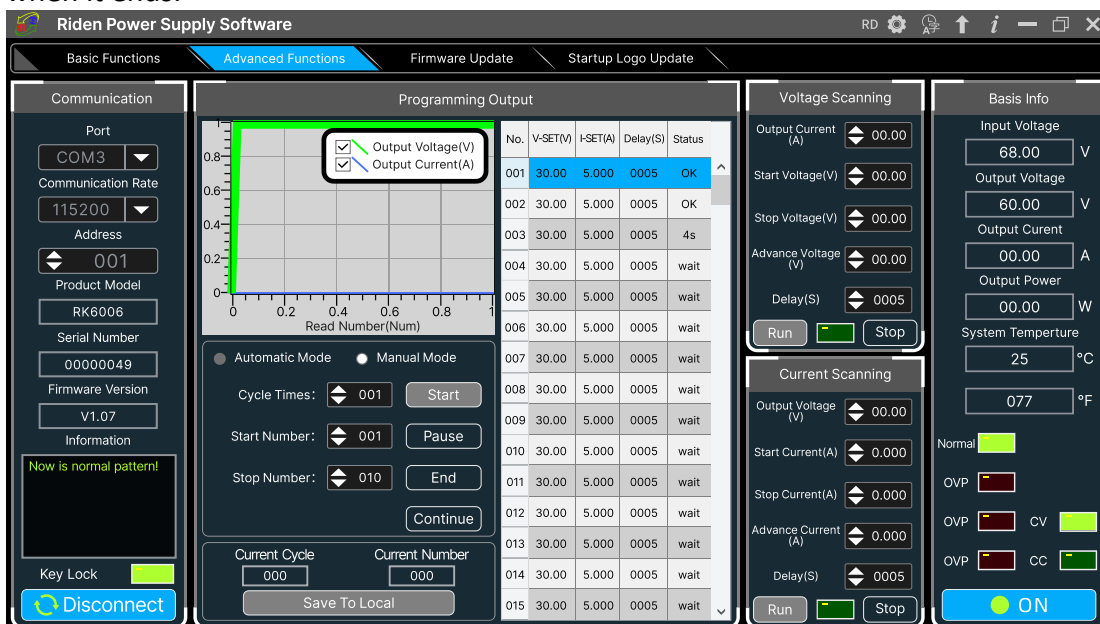 when it ends.
Riden Power Supply Software
RD
Basic Functions
Advanced Functions
Firmware Update
Startup Logo Update
Communication
Port
COM3
Communication Rate
115200
Address
001
Product Model
RK6006
Serial Number
00000049
Firmware Version
V1.07
Information
Now is normal pattern!
Key Lock
Disconnect
Programming Output
1
0.8
0.6
0.4
0.2
0
0 0.2 0.4 0.6 0.8 1
Read Number(Num)
Output Voltage(V)
Output Current(A)
Automatic Mode
Manual Mode
Cycle Times: 001 Start
Start Number: 001 Pause
Stop Number: 010 End
Continue
Current Cycle Current Number
000 000
Save To Local
No. V-SET(V) I-SET(A) Delay(S) Status
001 30.00 5.000 0005 OK
002 30.00 5.000 0005 OK
003 30.00 5.000 0005 4s
004 30.00 5.000 0005 wait
005 30.00 5.000 0005 wait
006 30.00 5.000 0005 wait
007 30.00 5.000 0005 wait
008 30.00 5.000 0005 wait
009 30.00 5.000 0005 wait
010 30.00 5.000 0005 wait
011 30.00 5.000 0005 wait
012 30.00 5.000 0005 wait
013 30.00 5.000 0005 wait
014 30.00 5.000 0005 wait
015 30.00 5.000 0005 wait
Voltage Scanning
Output Current
(A)
00.00
Start Voltage(V) 00.00
Stop Voltage(V) 00.00
Advance Voltage
(V)
00.00
Delay(S) 0005
Run Stop
Current Scanning
Output Voltage
(V)
00.00
Start Current(A) 0.000
Stop Current(A) 0.000
Advance Current
(A)
0.000
Delay(S) 0005
Run Stop
Basis Info
Input Voltage
68.00 V
Output Voltage
60.00 V
Output Curent
00.00 A
Output Power
00.00 W
System Temperture
25 °C
077 °F
Normal
OVP
OVP CV
OVP CC
ON